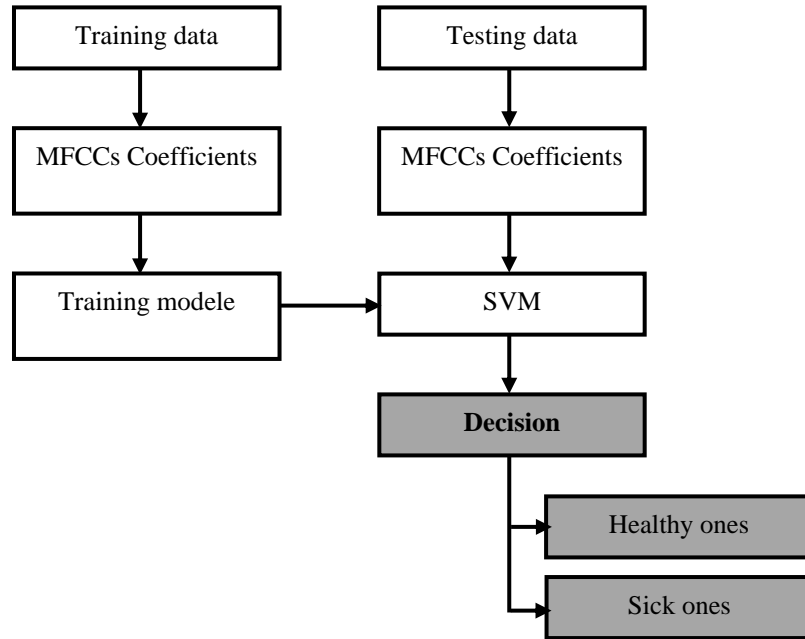 Training data
Testing data
MFCCs Coefficients
MFCCs Coefficients
Training modele
SVM
Decision
Healthy ones
Sick ones